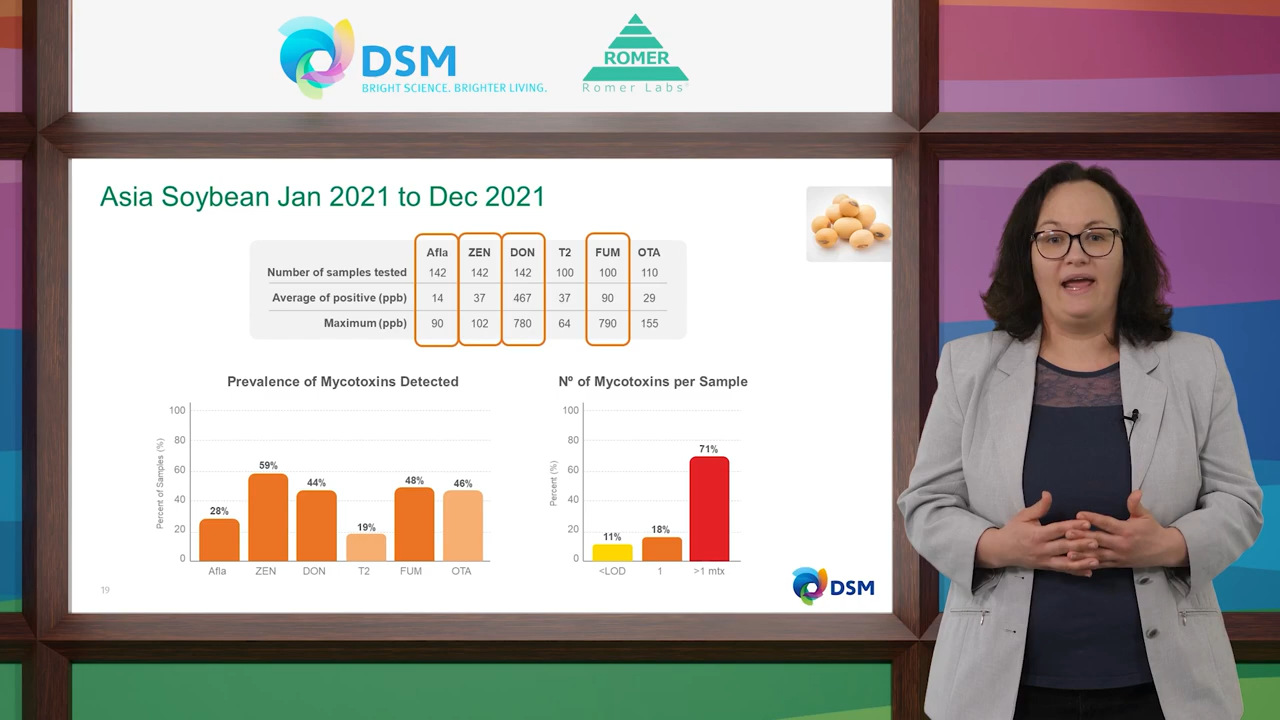 DSM
BRIGHT SCIENCE. BRIGHTER LIVING.
ROMER
Romer Labs®
Asia Soybean Jan 2021 to Dec 2021
Afla ZEN DON T2 FUM OTA
Number of samples tested 142 142 142 100 100 110
Average of positive (ppb) 14 37 467 37 90 29
Maximum (ppb) 90 102 780 64 790 155
Prevalence of Mycotoxins Detected
Percent of Samples (%)
100
80
60
40
20
0
28%
59%
44%
19%
48%
46%
Afla ZEN DON T2 FUM OTA
Nº of Mycotoxins per Sample
Percent (%)
100
80
60
40
20
0
11%
18%
71%
<LOD 1 >1 mtx
19
DSM